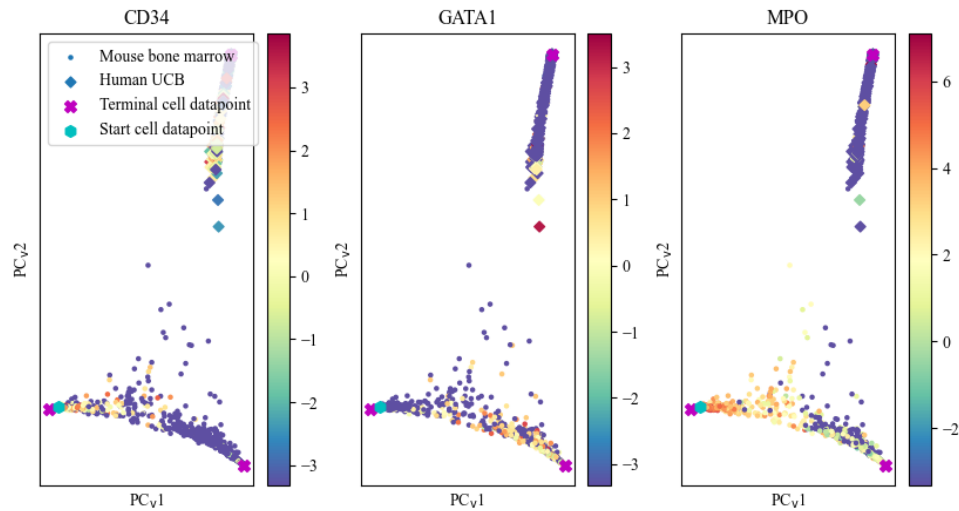 CD34
GATA1
MPO
Mouse bone marrow
Human UCB
Terminal cell datapoint
Start cell datapoint
3
2
1
0
−1
−2
−3
3
2
1
0
−1
−2
−3
6
4
2
0
−2
PCv2
PCv2
PCv2
PCv1
PCv1
PCv1